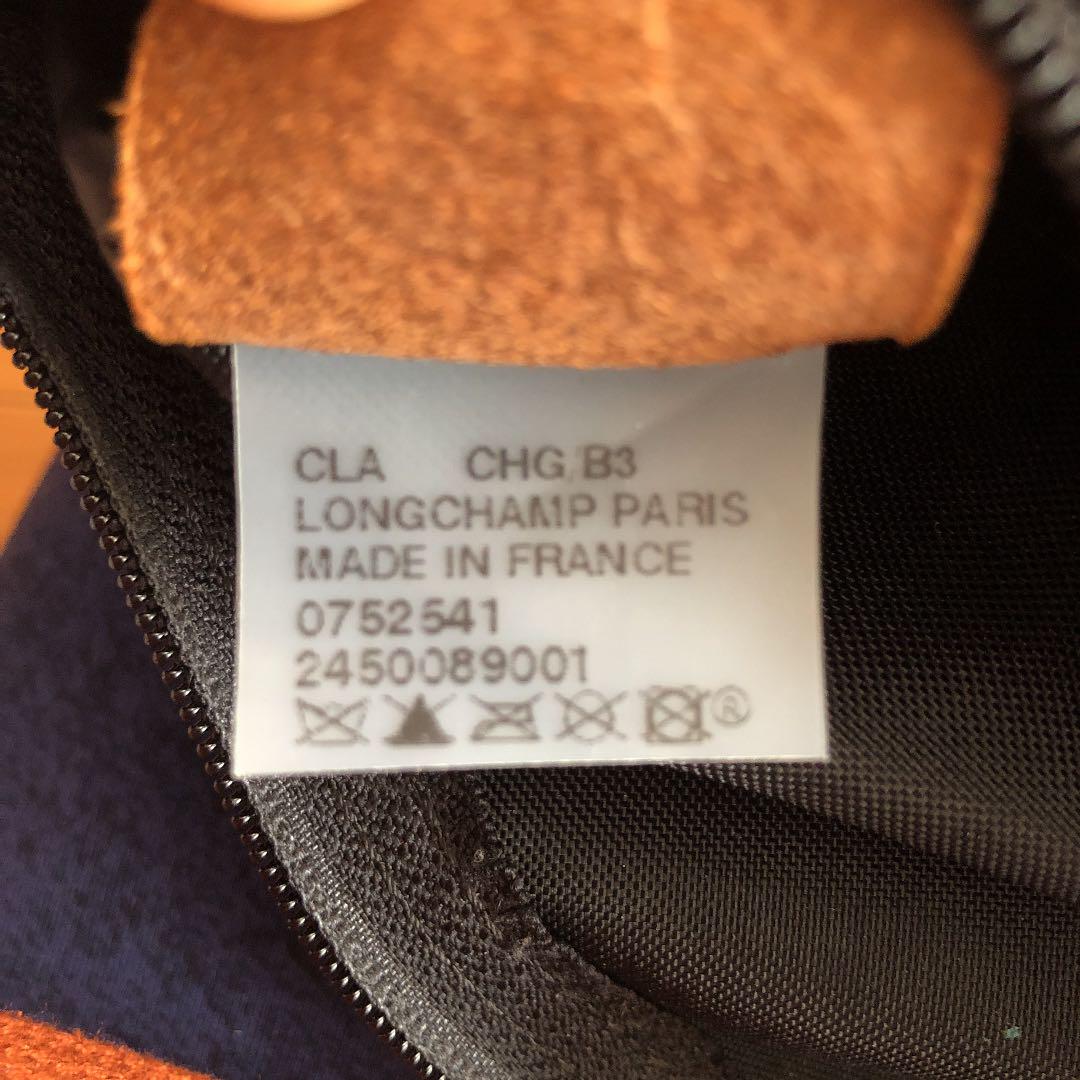 CLA CHG/B3
LONGCHAMP PARIS
MADE IN FRANCE
0752541
2450089001
®